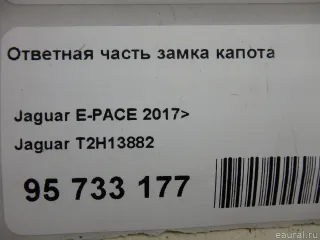 Ответная часть замка капота
Jaguar E-PACE 2017>
Jaguar T2H13882
95 733 177
eaural.ru